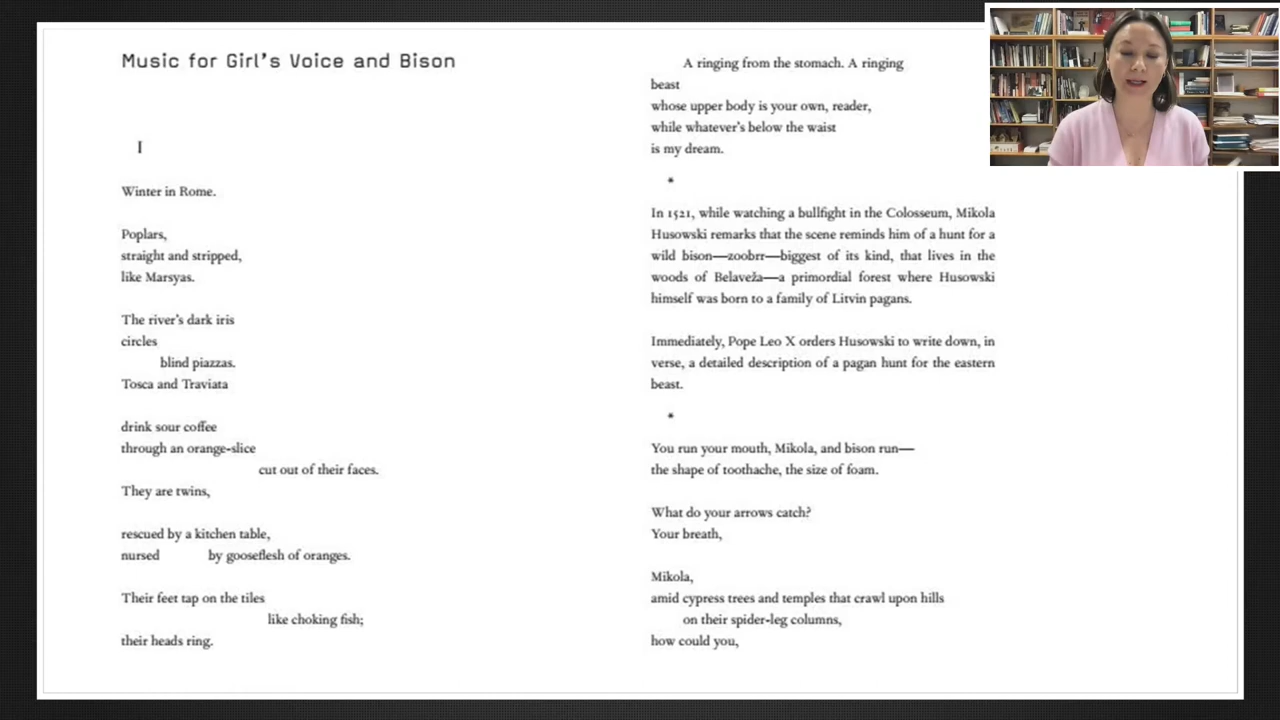 Music for Girl's Voice and Bison
I
Winter in Rome.
Poplars,
straight and stripped,
like Marsyas.
The river's dark iris
circles
blind piazzas.
Tosca and Traviata
drink sour coffee
through an orange-slice
cut out of their faces.
They are twins,
rescued by a kitchen table,
nursed by gooseflesh of oranges.
Their feet tap on the tiles
like choking fish;
their heads ring.
A ringing from the stomach. A ringing
beast
whose upper body is your own, reader,
while whatever's below the waist
is my dream.
*
In 1521, while watching a bullfight in the Colosseum, Mikola
Husowski remarks that the scene reminds him of a hunt for a
wild bison—zoobrr—biggest of its kind, that lives in the
woods of Belaveža—a primordial forest where Husowski
himself was born to a family of Litvin pagans.
Immediately, Pope Leo X orders Husowski to write down, in
verse, a detailed description of a pagan hunt for the eastern
beast.
*
You run your mouth, Mikola, and bison run—
the shape of toothache, the size of foam.
What do your arrows catch?
Your breath,
Mikola,
amid cypress trees and temples that crawl upon hills
on their spider-leg columns,
how could you,